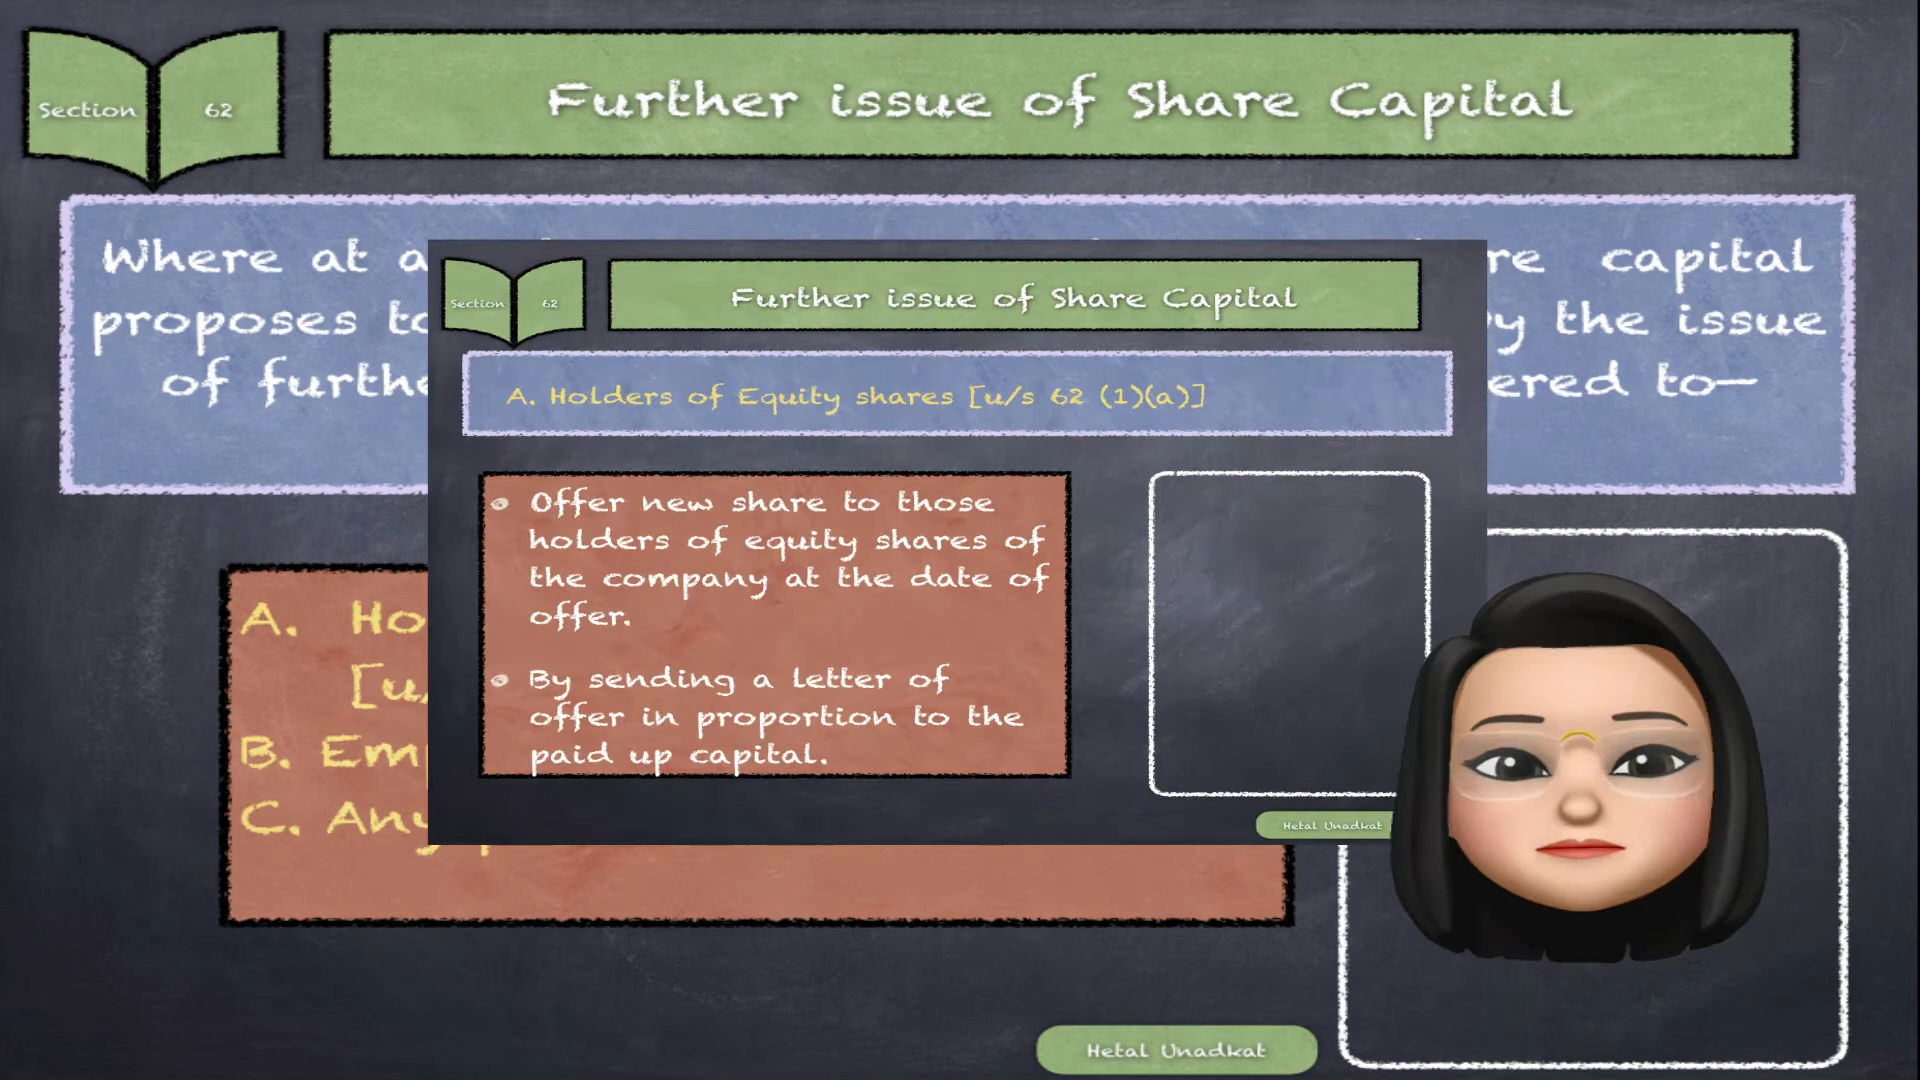 Section 62
Further issue of Share Capital
Where at a re capital
proposes to by the issue
of furthe ered to—
A. Ho
[u/
B. Emp
C. Any p
Section 62
Further issue of Share Capital
A. Holders of Equity shares [u/s 62 (1)(a)]
• Offer new share to those
holders of equity shares of
the company at the date of
offer.
• By sending a letter of
offer in proportion to the
paid up capital.
Hetal Unadkat
Hetal Unadkat